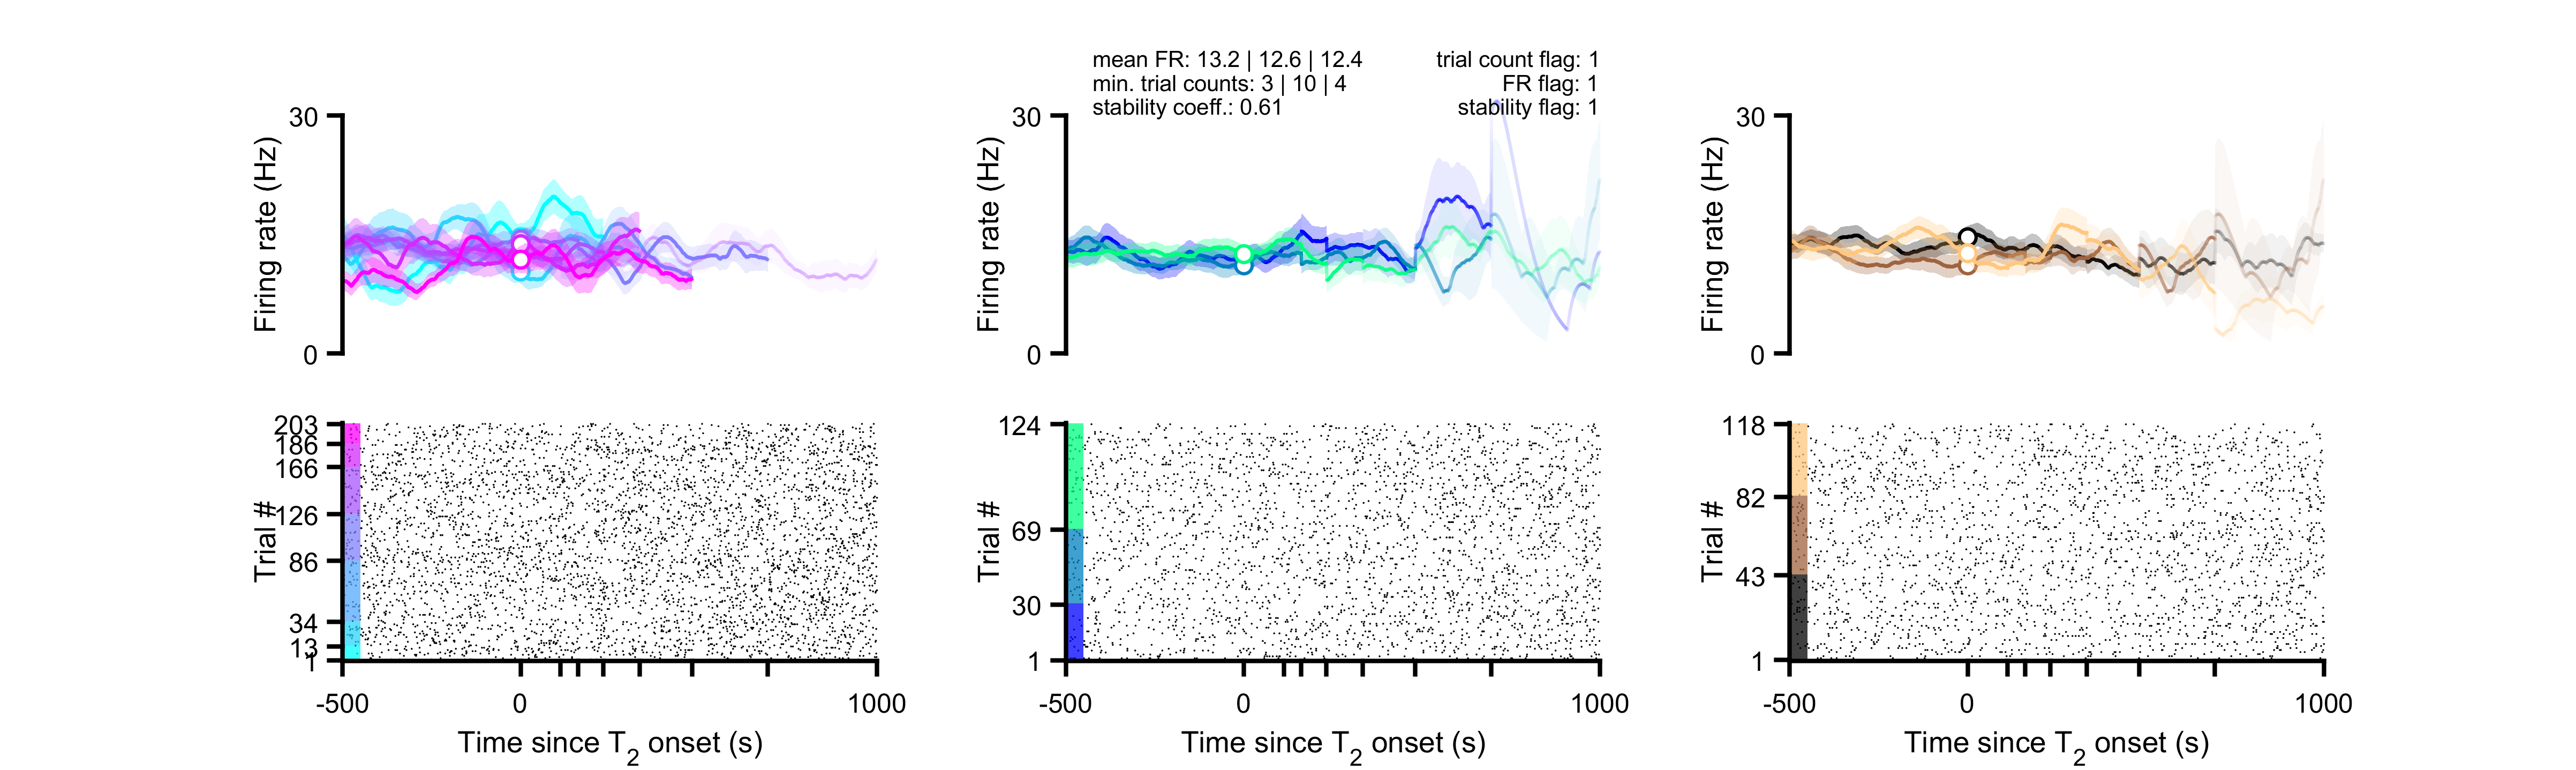 mean FR: 13.2 | 12.6 | 12.4
min. trial counts: 3 | 10 | 4
stability coeff.: 0.61
trial count flag: 1
FR flag: 1
stability flag: 1
30
0
Firing rate (Hz)
30
0
Firing rate (Hz)
30
0
Firing rate (Hz)
203
186
166
126
86
34
13
1
Trial #
-500
0
1000
Time since T2 onset (s)
124
69
30
1
Trial #
-500
0
1000
Time since T2 onset (s)
118
82
43
1
Trial #
-500
0
1000
Time since T2 onset (s)